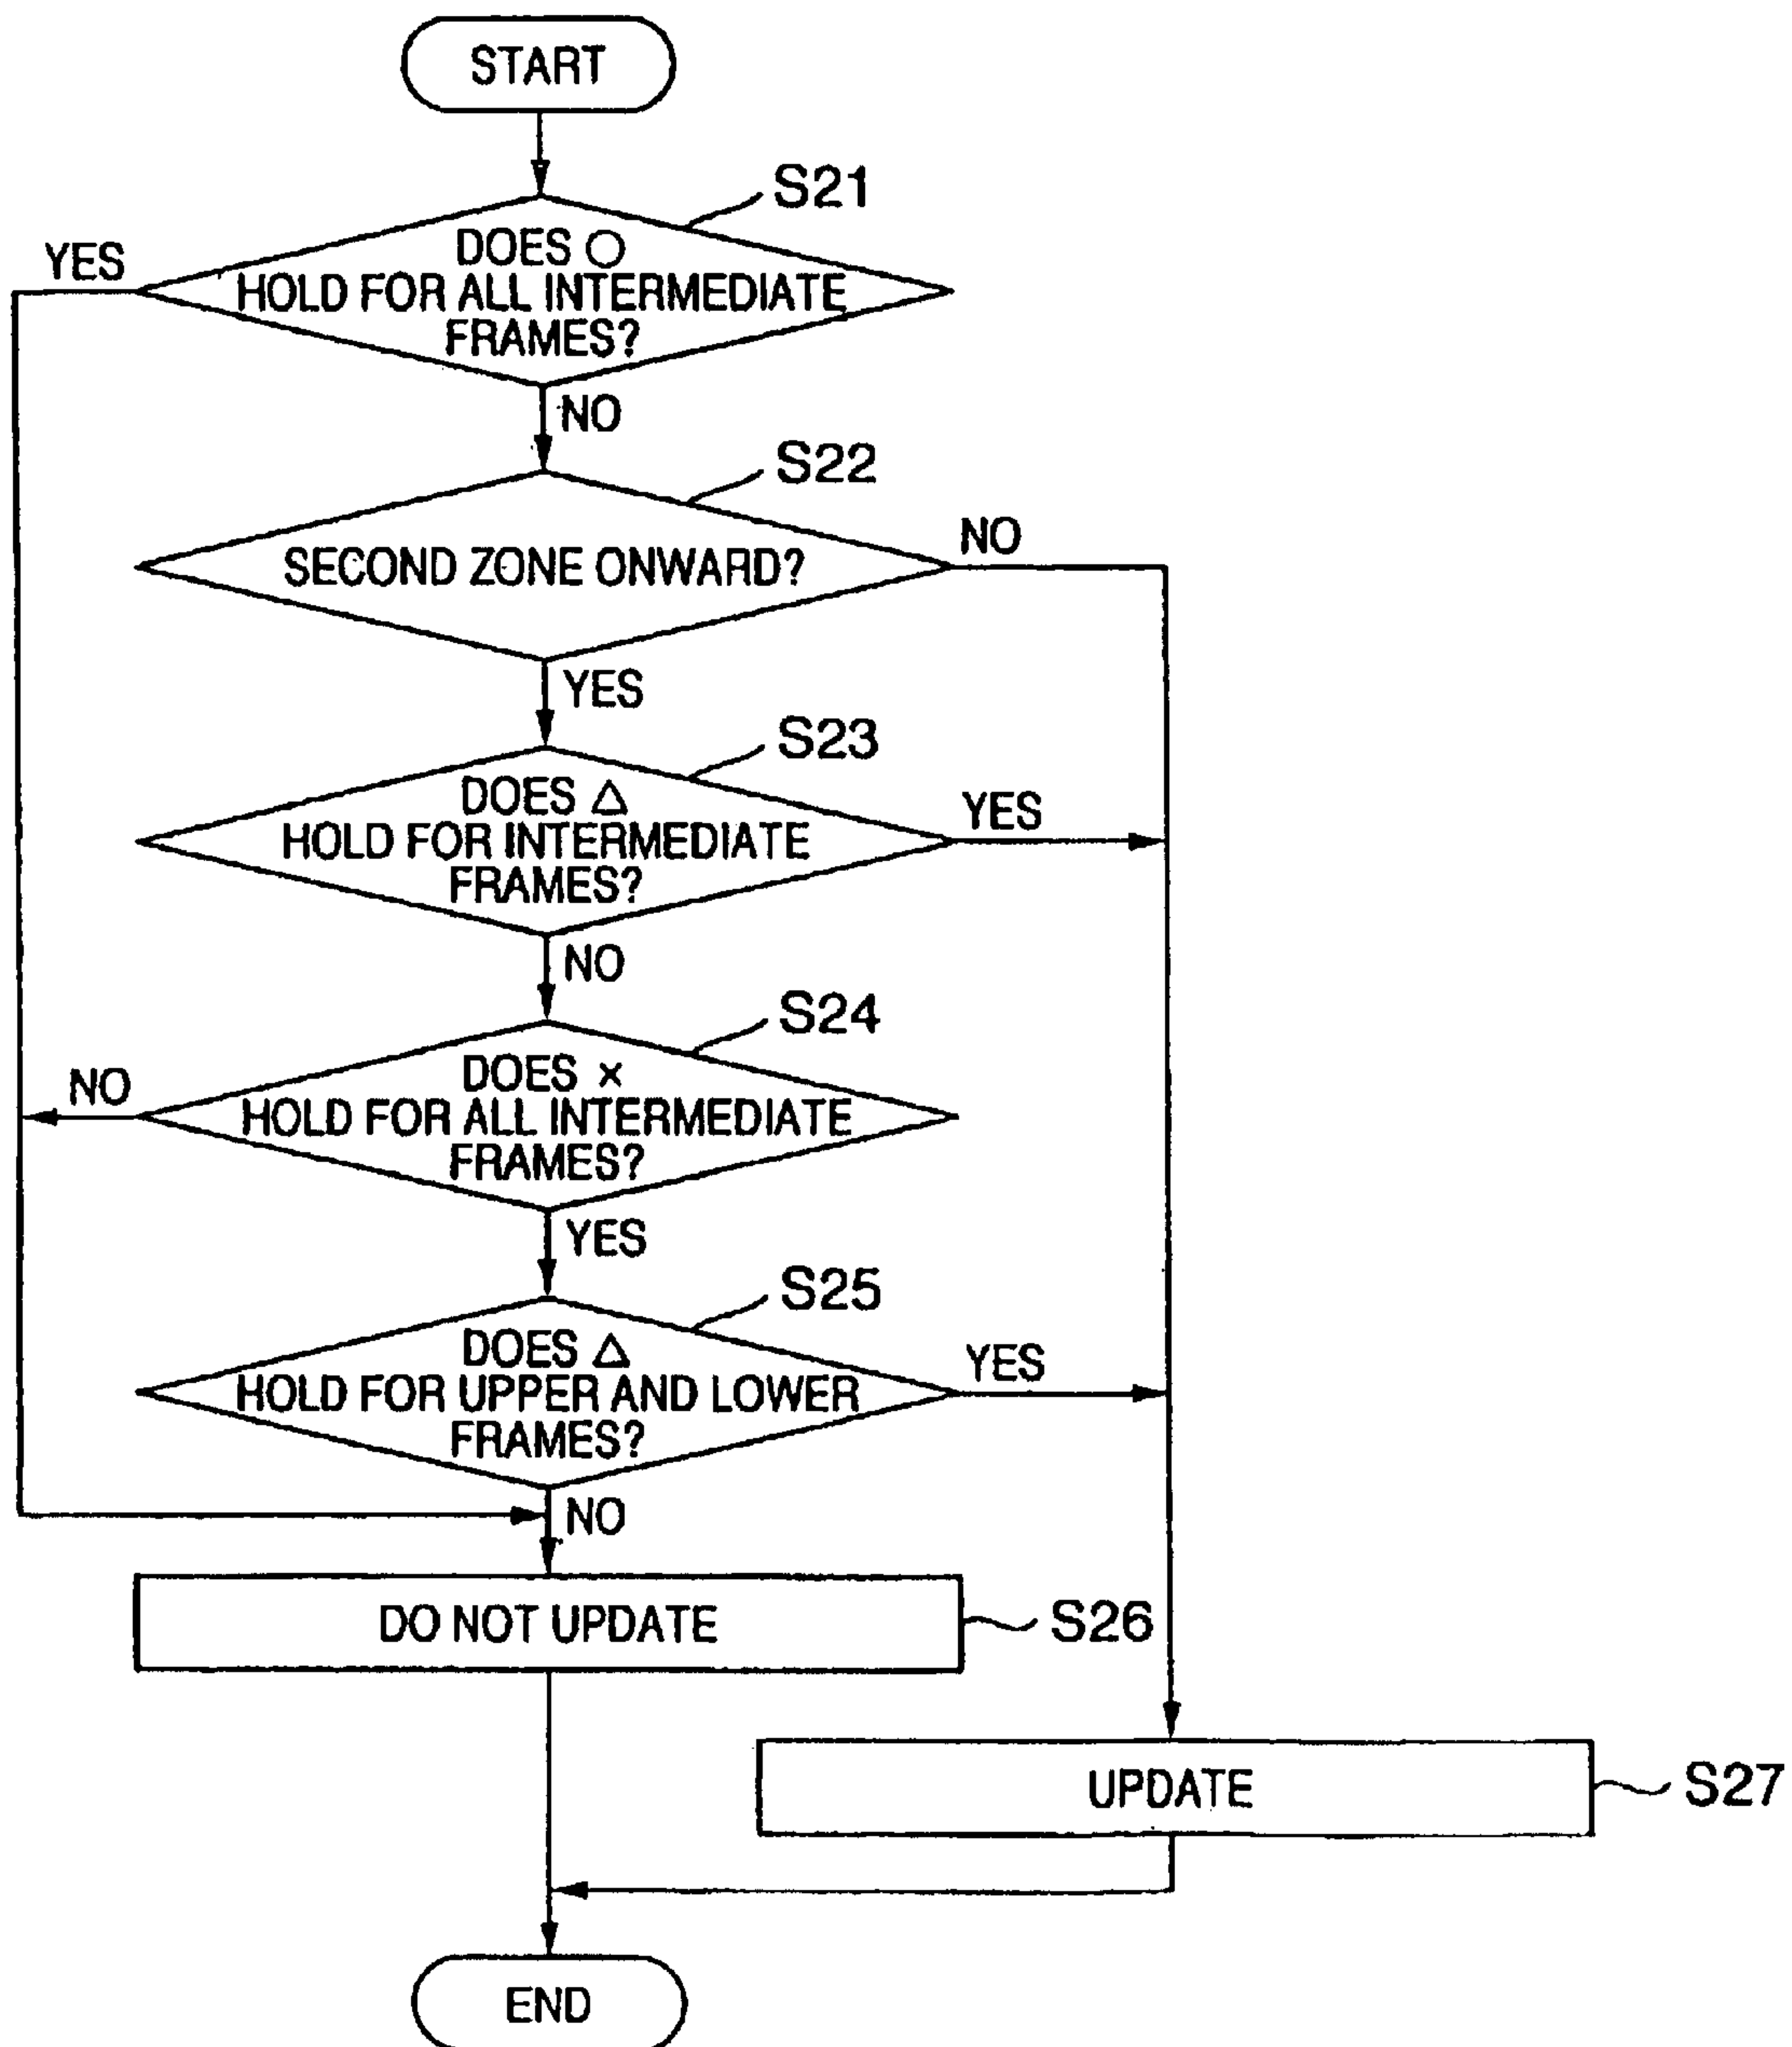 START
S21
YES
DOES ○
HOLD FOR ALL INTERMEDIATE
FRAMES?
NO
S22
NO
SECOND ZONE ONWARD?
YES
S23
DOES △
YES
HOLD FOR INTERMEDIATE
FRAMES?
NO
S24
DOES ×
NO
HOLD FOR ALL INTERMEDIATE
FRAMES?
YES
S25
DOES △
YES
HOLD FOR UPPER AND LOWER
FRAMES?
NO
DO NOT UPDATE
S26
UPDATE
S27
END